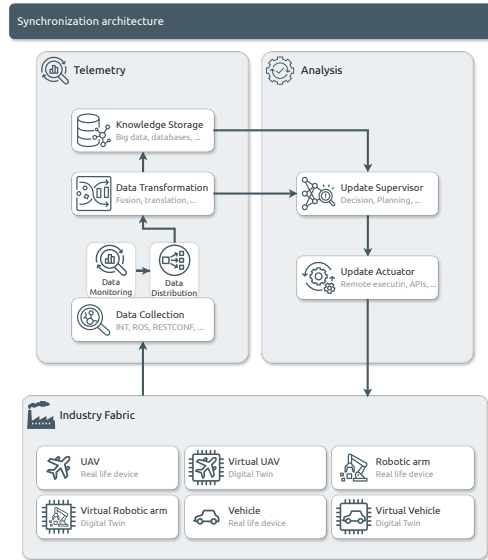 Synchronization architecture
Telemetry
Analysis
Knowledge Storage
Big data, databases, ...
Data Transformation
Fusion, translation, ...
Update Supervisor
Decision, Planning, ...
Data
Monitoring
Data
Distribution
Update Actuator
Remote executin, APIs, ...
Data Collection
INT, ROS, RESTCONF, ...
Industry Fabric
UAV
Real life device
Virtual UAV
Digital Twin
Robotic arm
Real life device
Virtual Robotic arm
Digital Twin
Vehicle
Real life device
Virtual Vehicle
Digital Twin